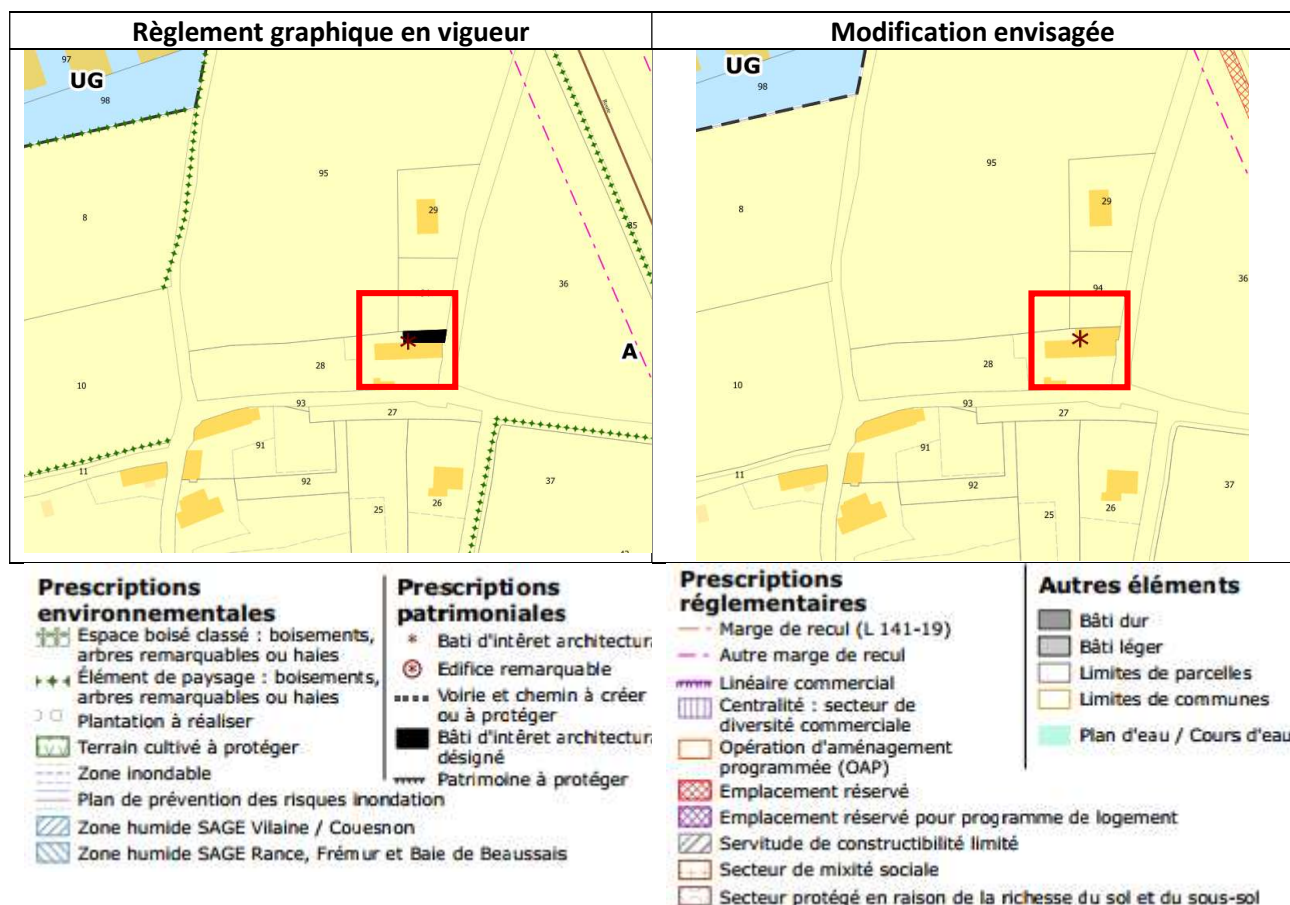 Règlement graphique en vigueur
Modification envisagée
97
UG
98
95
8
29
35
36
A
28
10
93
27
91
11
92
37
26
25
UG
98
95
8
29
94
36
28
10
93
27
91
11
92
37
26
25
Prescriptions
environnementales
Espace boisé classé : boisements,
arbres remarquables ou haies
Élément de paysage : boisements,
arbres remarquables ou haies
Plantation à réaliser
Terrain cultivé à protéger
Zone inondable
Plan de prévention des risques inondation
Zone humide SAGE Vilaine / Couesnon
Zone humide SAGE Rance, Frémur et Baie de Beaussais
Prescriptions
patrimoniales
Bati d'intêret architectura
Edifice remarquable
Voirie et chemin à créer
ou à protéger
Bâti d'intêret architectura
désigné
Patrimoine à protéger
Prescriptions
réglementaires
Marge de recul (L 141-19)
Autre marge de recul
Linéaire commercial
Centralité : secteur de
diversité commerciale
Opération d'aménagement
programmée (OAP)
Emplacement réservé
Emplacement réservé pour programme de logement
Servitude de constructibilité limité
Secteur de mixité sociale
Secteur protégé en raison de la richesse du sol et du sous-sol
Autres éléments
Bâti dur
Bâti léger
Limites de parcelles
Limites de communes
Plan d'eau / Cours d'eau